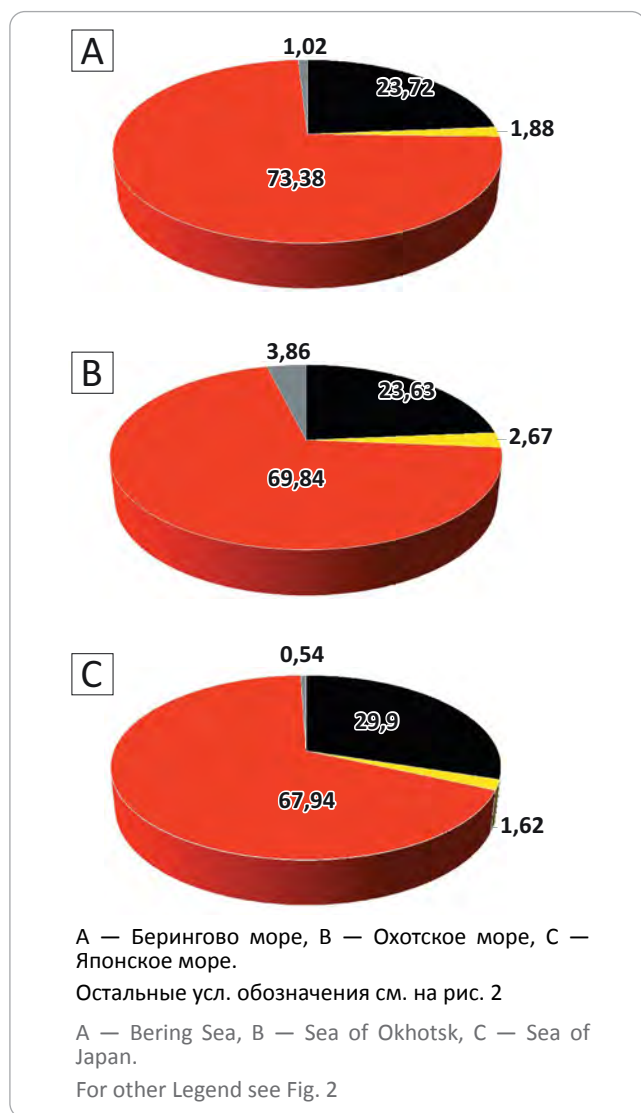 A
1,02
23,72
1,88
73,38
B
3,86
23,63
2,67
69,84
C
0,54
29,9
67,94
1,62
А — Берингово море, В — Охотское море, С —
Японское море.
Остальные усл. обозначения см. на рис. 2
A — Bering Sea, B — Sea of Okhotsk, C — Sea of
Japan.
For other Legend see Fig. 2